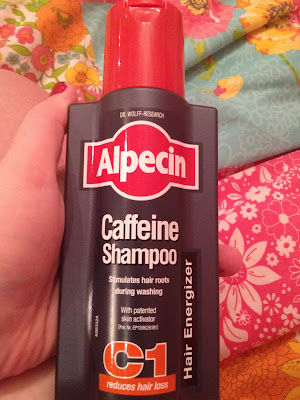 DR. WOLFF-RESEARCH
Alpecin
Caffeine
Shampoo
Stimulates hair roots
during washing
With patented
skin activator
Hair Energizer
C1
reduces hair loss